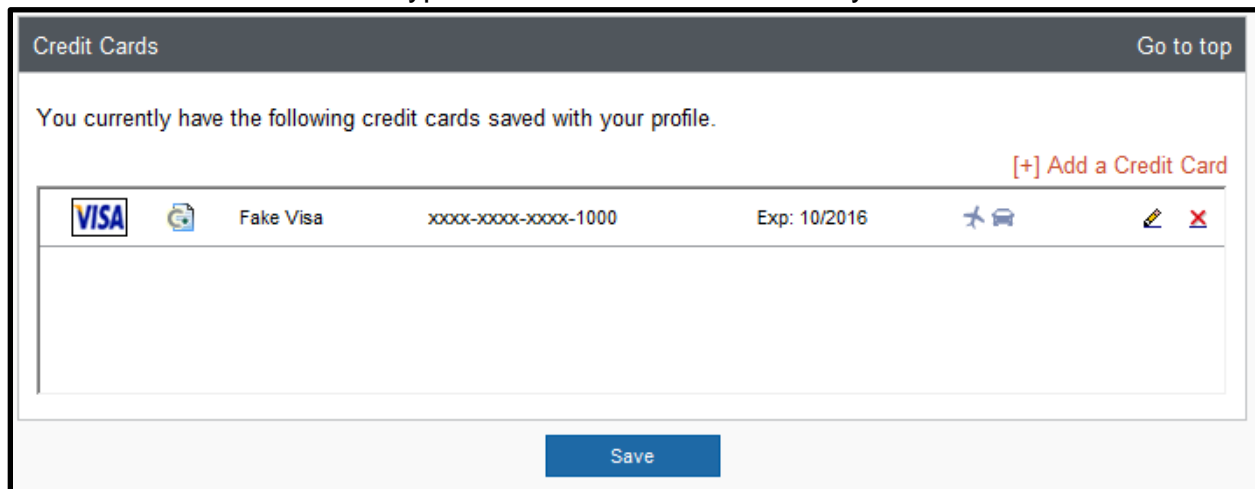 Credit Cards Go to top
You currently have the following credit cards saved with your profile.
[+] Add a Credit Card
VISA Fake Visa xxxx-xxxx-xxxx-1000 Exp: 10/2016
Save